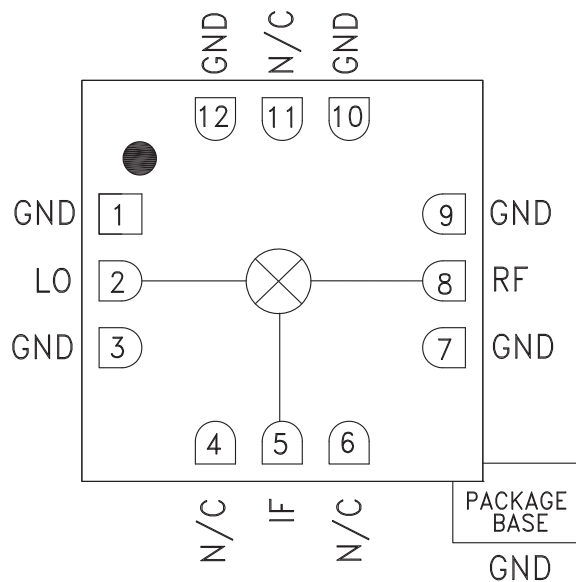 GND
N/C
GND
12
11
10
GND
1
9
GND
LO
2
8
RF
GND
3
7
GND
4
5
6
N/C
IF
N/C
PACKAGE
BASE
GND